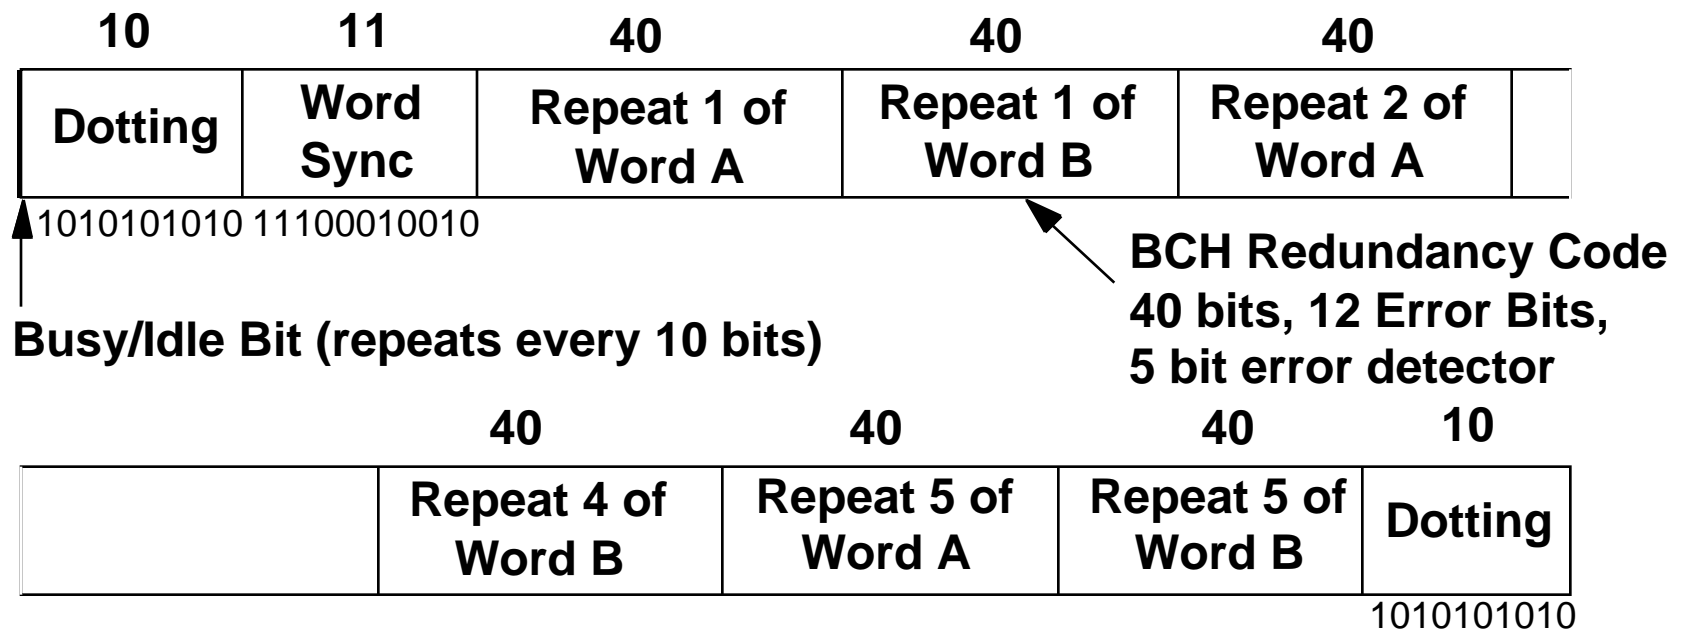 10 11 40 40 40
Dotting
Word
Sync
Repeat 1 of
Word A
Repeat 1 of
Word B
Repeat 2 of
Word A
1010101010 11100010010
Busy/Idle Bit (repeats every 10 bits)
BCH Redundancy Code
40 bits, 12 Error Bits,
5 bit error detector
40 40 40 10
Repeat 4 of
Word B
Repeat 5 of
Word A
Repeat 5 of
Word B
Dotting
1010101010